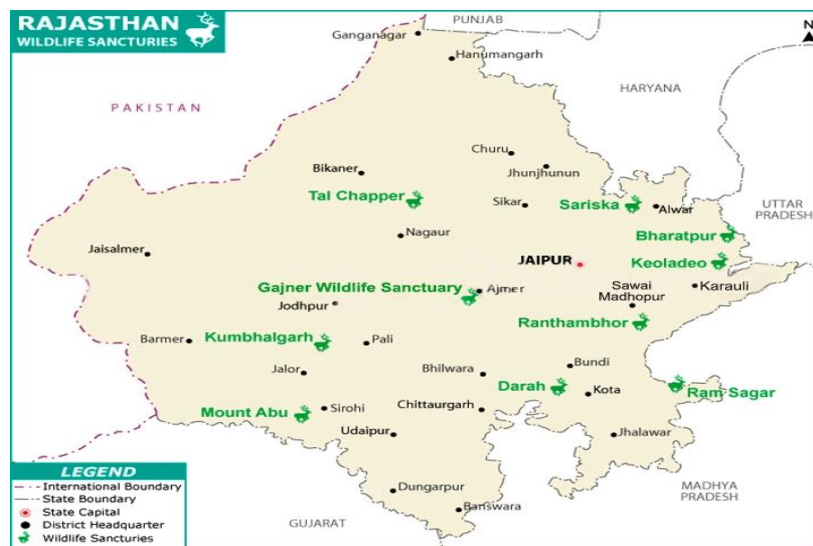 RAJASTHAN
WILDLIFE SANCTURIES
PUNJAB
Ganganagar
N
Hanumangarh
HARYANA
PAKISTAN
Churu
Jhunjhunun
Bikaner
Tal Chapper
Sikar
Sariska
Alwar
UTTAR
PRADESH
Nagaur
Bharatpur
Jaisalmer
JAIPUR
Keoladeo
Gajner Wildlife Sanctuary
Ajmer
Sawai
Madhopur
Karauli
Jodhpur
Ranthambhor
Barmer
Kumbhalgarh
Pali
Jalor
Bhilwara
Bundi
Darah
Kota
Ram Sagar
Mount Abu
Sirohi
Chittaurgarh
Udaipur
Jhalawar
LEGEND
International Boundary
State Boundary
State Capital
District Headquarter
Wildlife Sancturies
Dungarpur
Banswara
GUJARAT
MADHYA
PRADESH